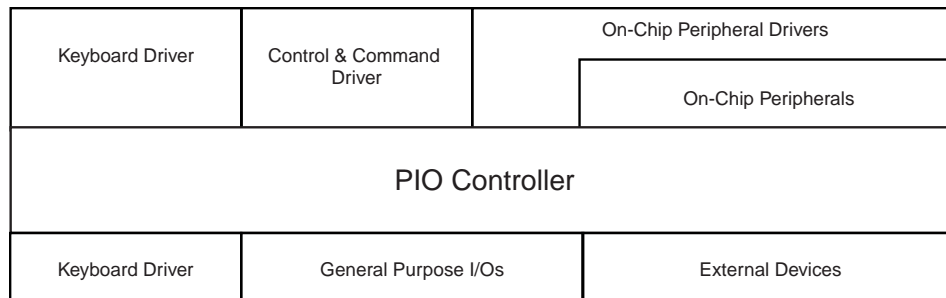 Keyboard Driver
Control & Command
Driver
On-Chip Peripheral Drivers
On-Chip Peripherals
PIO Controller
Keyboard Driver
General Purpose I/Os
External Devices